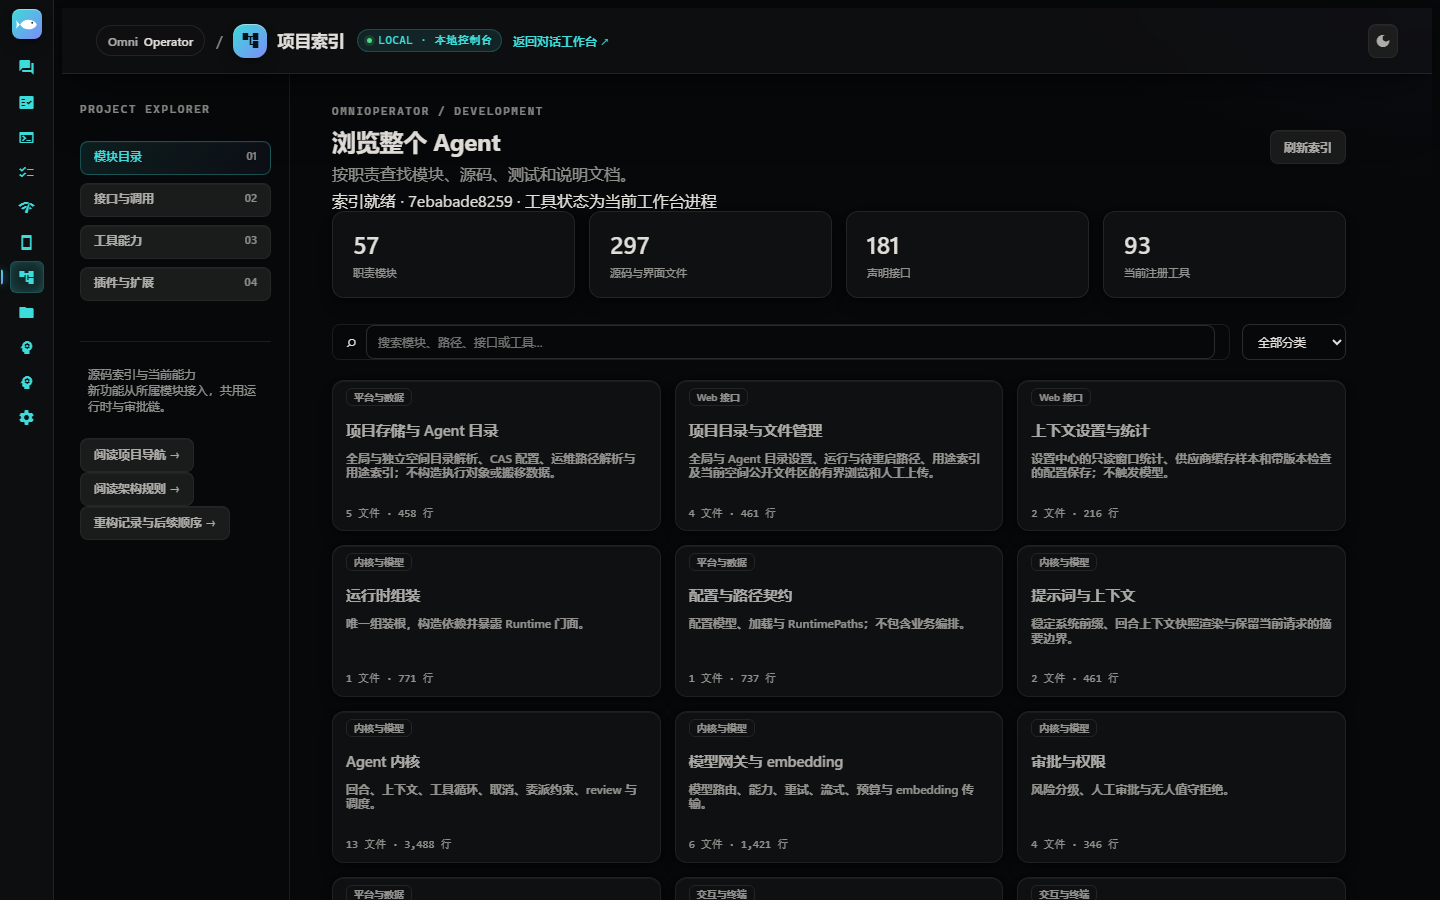 Omni Operator / 项目索引 LOCAL · 本地控制台 返回对话工作台 ↗
PROJECT EXPLORER
模块目录 01
接口与调用 02
工具能力 03
插件与扩展 04
源码索引与当前能力
新功能从所属模块接入，共用运
行时与审批链。
阅读项目导航 →
阅读架构规则 →
重构记录与后续顺序 →
OMNIOPERATOR / DEVELOPMENT
浏览整个 Agent
按职责查找模块、源码、测试和说明文档。
刷新索引
索引就绪 · 7ebabade8259 · 工具状态为当前工作台进程
57
职责模块
297
源码与界面文件
181
声明接口
93
当前注册工具
搜索模块、路径、接口或工具...
全部分类
平台与数据
项目存储与 Agent 目录
全局与独立空间目录解析、CAS 配置、运维路径解析与
用途索引；不构造执行对象或搬移数据。
5 文件 · 458 行
Web 接口
项目目录与文件管理
全局与 Agent 目录设置、运行与待重启路径、用途索引
及当前空间公开文件区的有界浏览和人工上传。
4 文件 · 461 行
Web 接口
上下文设置与统计
设置中心的只读窗口统计、供应商缓存样本和带版本检查
的配置保存；不触发模型。
2 文件 · 216 行
内核与模型
运行时组装
唯一组装根，构造依赖并暴露 Runtime 门面。
1 文件 · 771 行
平台与数据
配置与路径契约
配置模型、加载与 RuntimePaths；不包含业务编排。
1 文件 · 737 行
内核与模型
提示词与上下文
稳定系统前缀、回合上下文快照渲染与保留当前请求的摘
要边界。
2 文件 · 461 行
内核与模型
Agent 内核
回合、上下文、工具循环、取消、委派约束、review 与
调度。
13 文件 · 3,488 行
内核与模型
模型网关与 embedding
模型路由、能力、重试、流式、预算与 embedding 传
输。
6 文件 · 1,421 行
内核与模型
审批与权限
风险分级、人工审批与无人值守拒绝。
4 文件 · 346 行
平台与数据
交互与终端
交互与终端